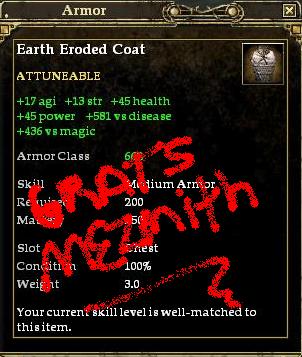 Armor
Earth Eroded Coat
ATTUNEABLE
+17 agi +13 str +45 health
+45 power +581 vs disease
+436 vs magic
Armor Class
GRAI'S
Skill Medium Armor
200
MEZmith
Slot Chest
Condition 100%
Weight 3.0
Your current skill level is well-matched to
this item.